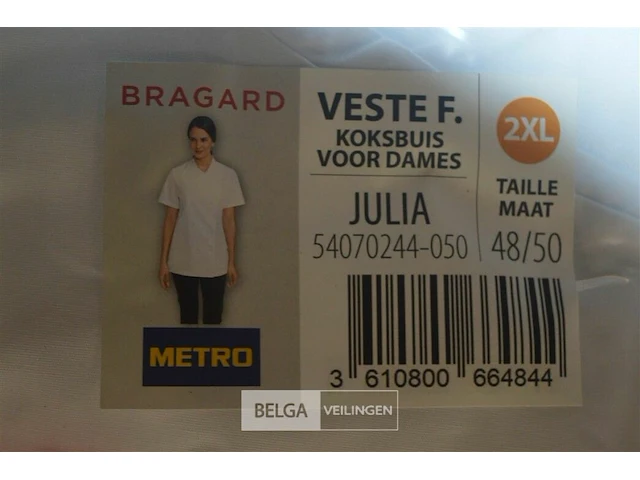 BRAGARD
METRO
VESTE F.
KOKSBUIS
VOOR DAMES
JULIA
54070244-050
2XL
TAILLE
MAAT
48/50
3 610800 664844
BELGA VEILINGEN